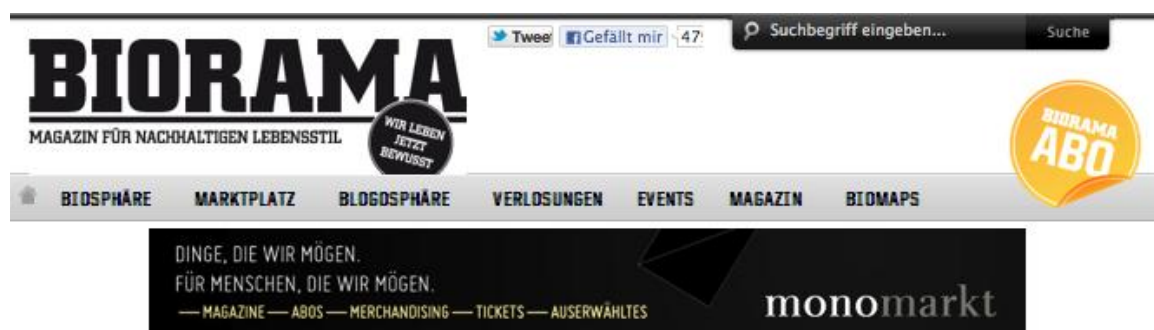 Tweet Gefällt mir 47
Suchbegriff eingeben... Suche
BIORAMA
MAGAZIN FÜR NACHHALTIGEN LEBENSSTIL
WIR LEBEN
JETZT
BEWUSST
BIORAMA
ABO
BIOSPHÄRE MARKTPLATZ BLOGOSPHÄRE VERLOSUNGEN EVENTS MAGAZIN BIOMAPS
DINGE, DIE WIR MÖGEN.
FÜR MENSCHEN, DIE WIR MÖGEN.
— MAGAZINE — ABOS — MERCHANDISING — TICKETS — AUSERWÄHLTES
monomarkt